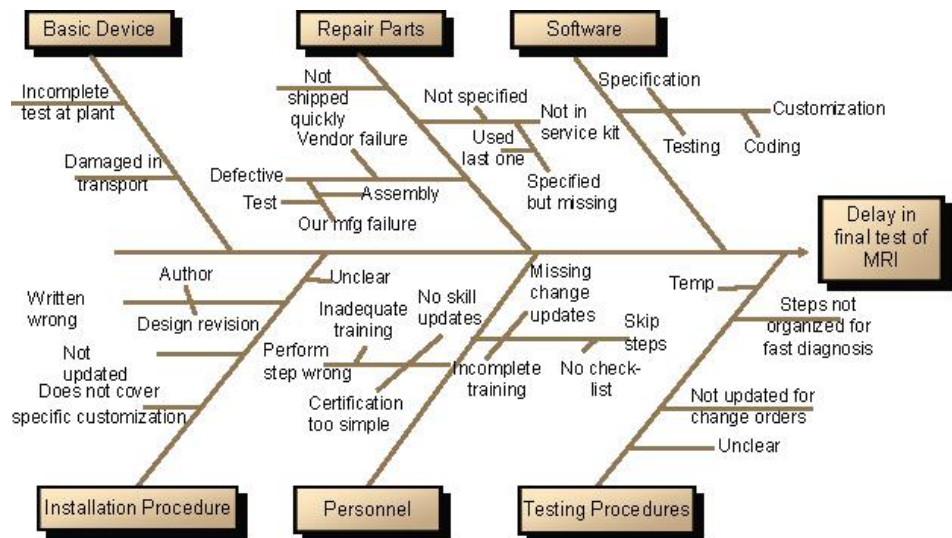 Basic Device
Repair Parts
Software
Incomplete
test at plant
Damaged in
transport
Not
shipped
quickly
Vendor failure
Defective
Test
Assembly
Our mfg failure
Not specified
Not in
service kit
Used
last one
Specified
but missing
Specification
Customization
Testing
Coding
Delay in
final test of
MRI
Unclear
Author
Written
wrong
Design revision
Not
updated
Does not cover
specific customization
Inadequate
training
No skill
updates
Perform
step wrong
Certification
too simple
Missing
change
updates
Skip
steps
Incomplete
training
No check-
list
Temp
Steps not
organized for
fast diagnosis
Not updated for
change orders
Unclear
Installation Procedure
Personnel
Testing Procedures